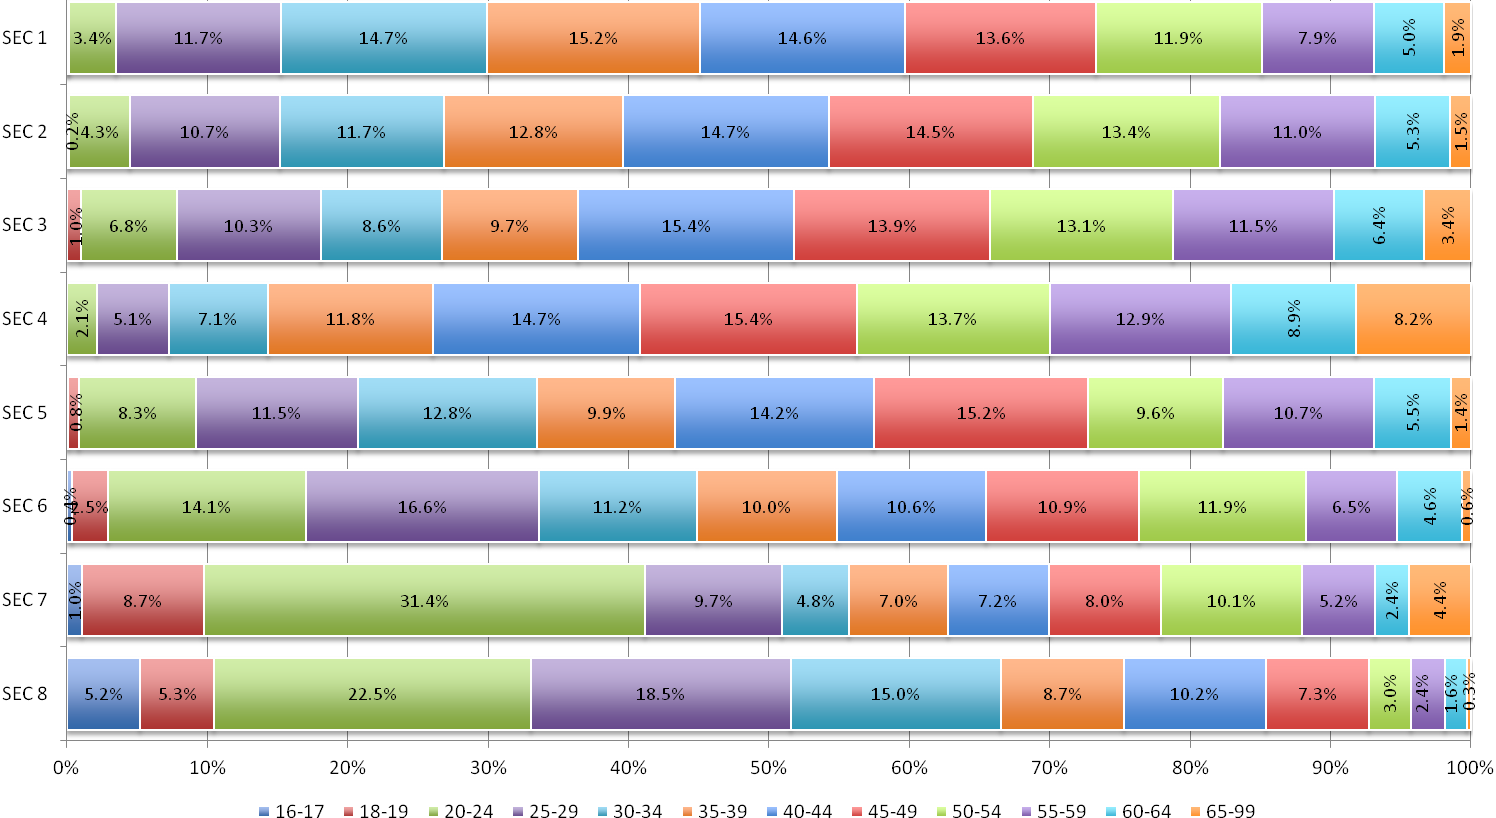 SEC 1 3.4% 11.7% 14.7% 15.2% 14.6% 13.6% 11.9% 7.9% 5.0% 1.9%
SEC 2 0.2% 4.3% 10.7% 11.7% 12.8% 14.7% 14.5% 13.4% 11.0% 5.3% 1.5%
SEC 3 1.0% 6.8% 10.3% 8.6% 9.7% 15.4% 13.9% 13.1% 11.5% 6.4% 3.4%
SEC 4 2.1% 5.1% 7.1% 11.8% 14.7% 15.4% 13.7% 12.9% 8.9% 8.2%
SEC 5 0.8% 8.3% 11.5% 12.8% 9.9% 14.2% 15.2% 9.6% 10.7% 5.5% 1.4%
SEC 6 0.4% 2.5% 14.1% 16.6% 11.2% 10.0% 10.6% 10.9% 11.9% 6.5% 4.6% 0.6%
SEC 7 1.0% 8.7% 31.4% 9.7% 4.8% 7.0% 7.2% 8.0% 10.1% 5.2% 2.4% 4.4%
SEC 8 5.2% 5.3% 22.5% 18.5% 15.0% 8.7% 10.2% 7.3% 3.0% 2.4% 1.6% 0.3%
0% 10% 20% 30% 40% 50% 60% 70% 80% 90% 100%
16-17 18-19 20-24 25-29 30-34 35-39 40-44 45-49 50-54 55-59 60-64 65-99